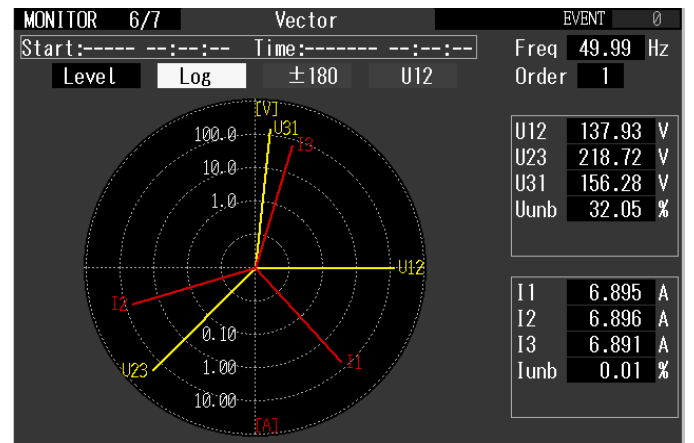 MONITOR 6/7 Vector EVENT 0
Start:----- --:--:-- Time:------- --:--:-- Freq 49.99 Hz
Level Log ±180 U12 Order 1
[V]
U31
I3
100.0
10.0
1.0
U12
I2
U23
I1
0.10
1.00
10.00
[A]
U12 137.93 V
U23 218.72 V
U31 156.28 V
Uunb 32.05 %
I1 6.895 A
I2 6.896 A
I3 6.891 A
Iunb 0.01 %